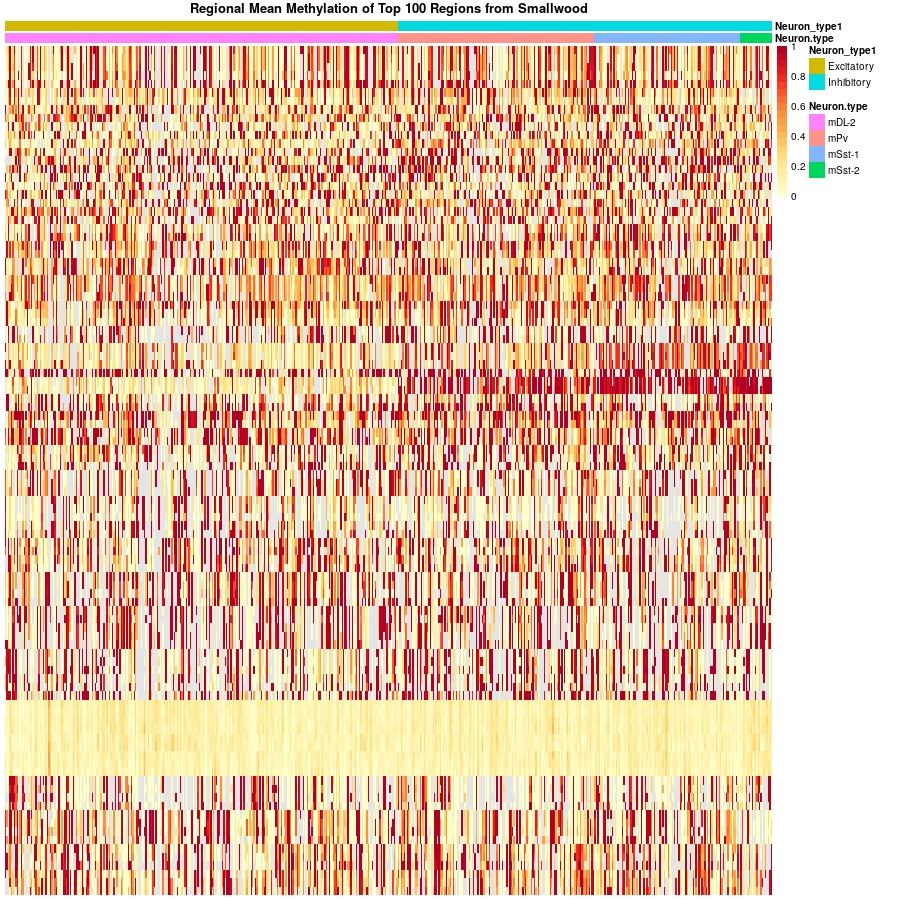 Regional Mean Methylation of Top 100 Regions from Smallwood
Neuron_type1
Neuron.type
1
0.8
0.6
0.4
0.2
0
Neuron_type1
Excitatory
Inhibitory
Neuron.type
mDL-2
mPv
mSst-1
mSst-2